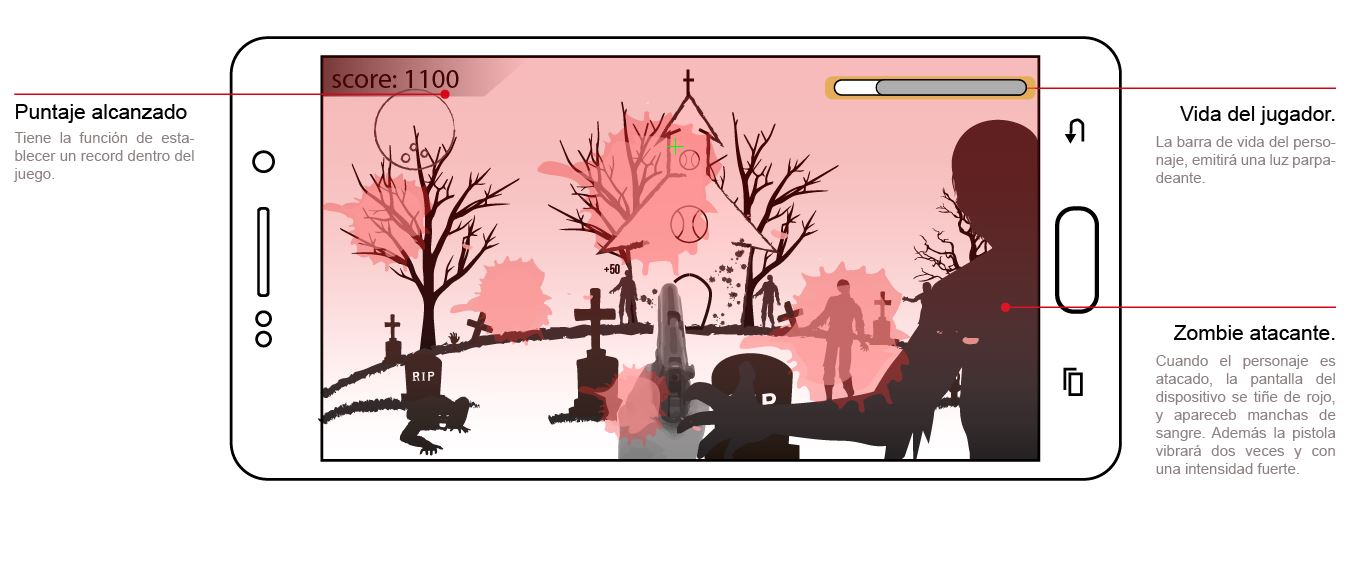 score: 1100
Puntaje alcanzado
Tiene la función de esta-
blecer un record dentro del
juego.
Vida del jugador.
La barra de vida del perso-
naje, emitirá una luz parpa-
deante.
+50
Zombie atacante.
Cuando el personaje es
atacado, la pantalla del
dispositivo se tiñe de rojo,
y apareceb manchas de
sangre. Además la pistola
vibrará dos veces y con
una intensidad fuerte.
RIP